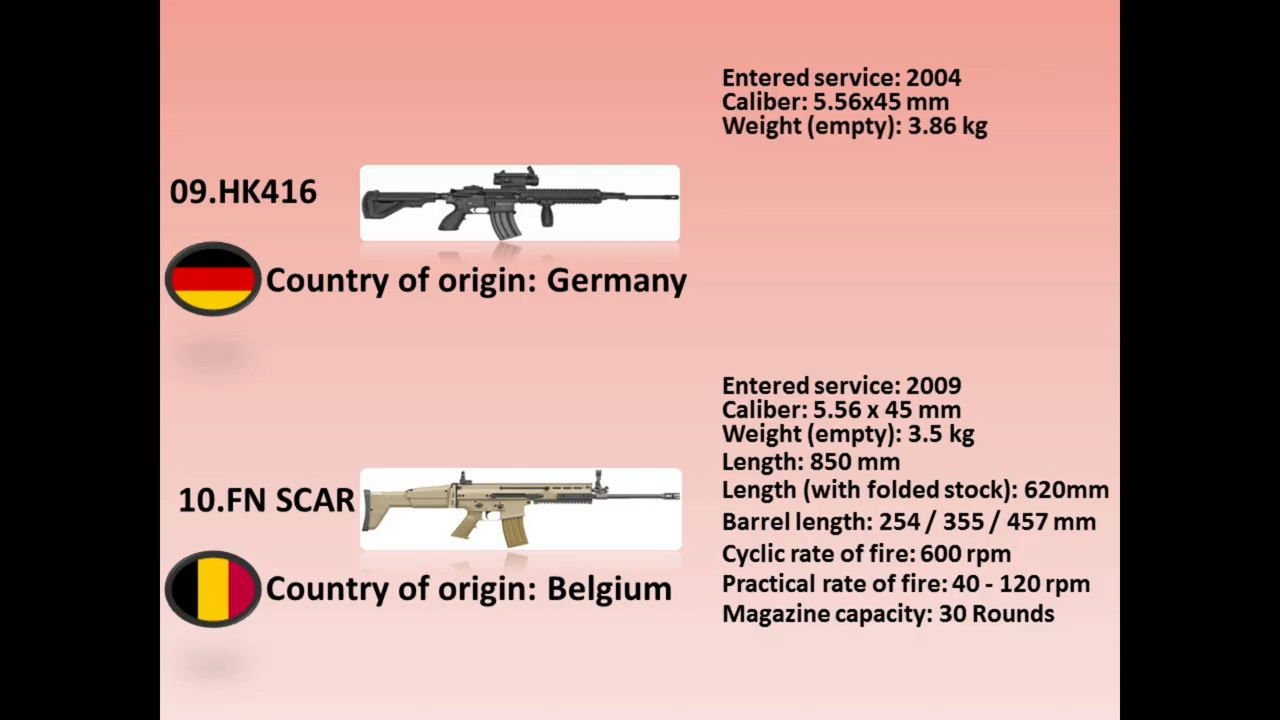 Entered service: 2004
Caliber: 5.56x45 mm
Weight (empty): 3.86 kg
09.HK416
Country of origin: Germany
Entered service: 2009
Caliber: 5.56 x 45 mm
Weight (empty): 3.5 kg
Length: 850 mm
Length (with folded stock): 620mm
10.FN SCAR
Barrel length: 254 / 355 / 457 mm
Cyclic rate of fire: 600 rpm
Country of origin: Belgium
Practical rate of fire: 40 - 120 rpm
Magazine capacity: 30 Rounds